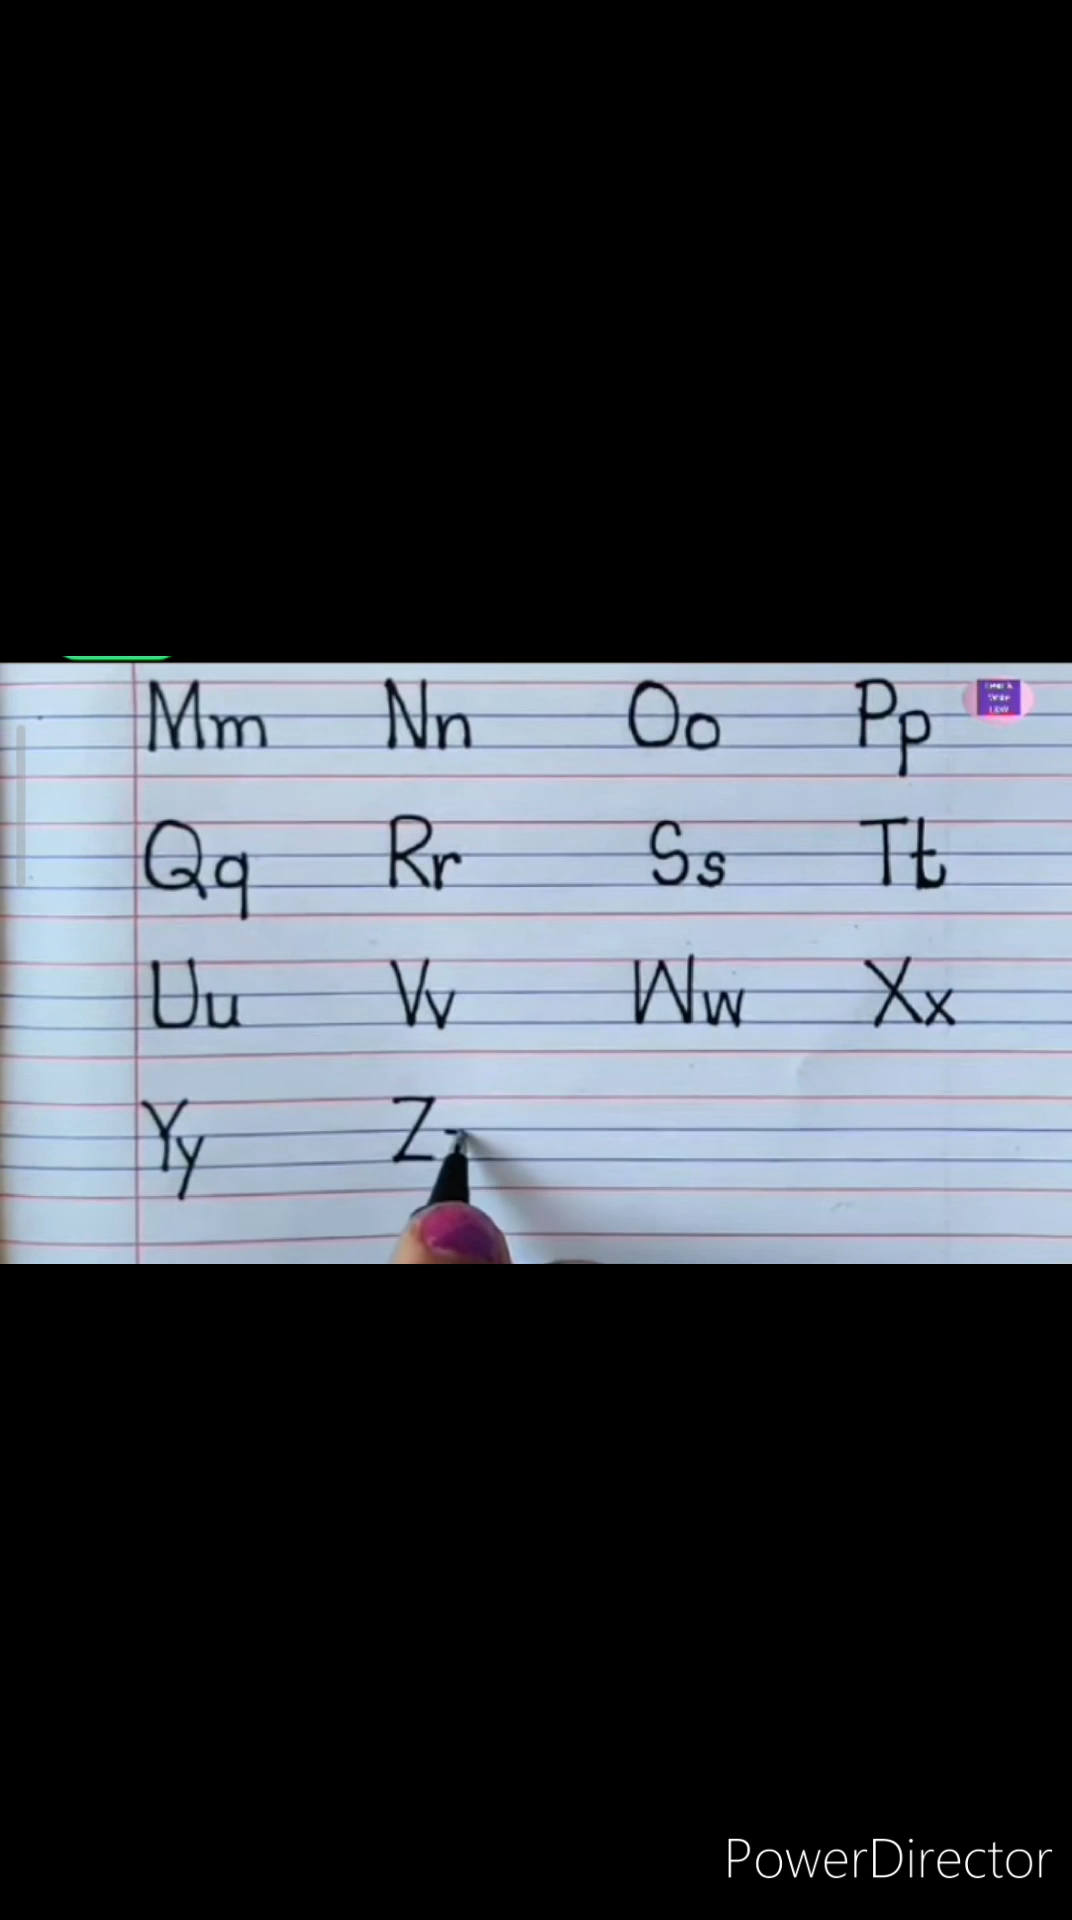 Mm Nn Oo Pp
Qq Rr Ss Tt
Uu Vv Ww Xx
Yy Z-
PowerDirector